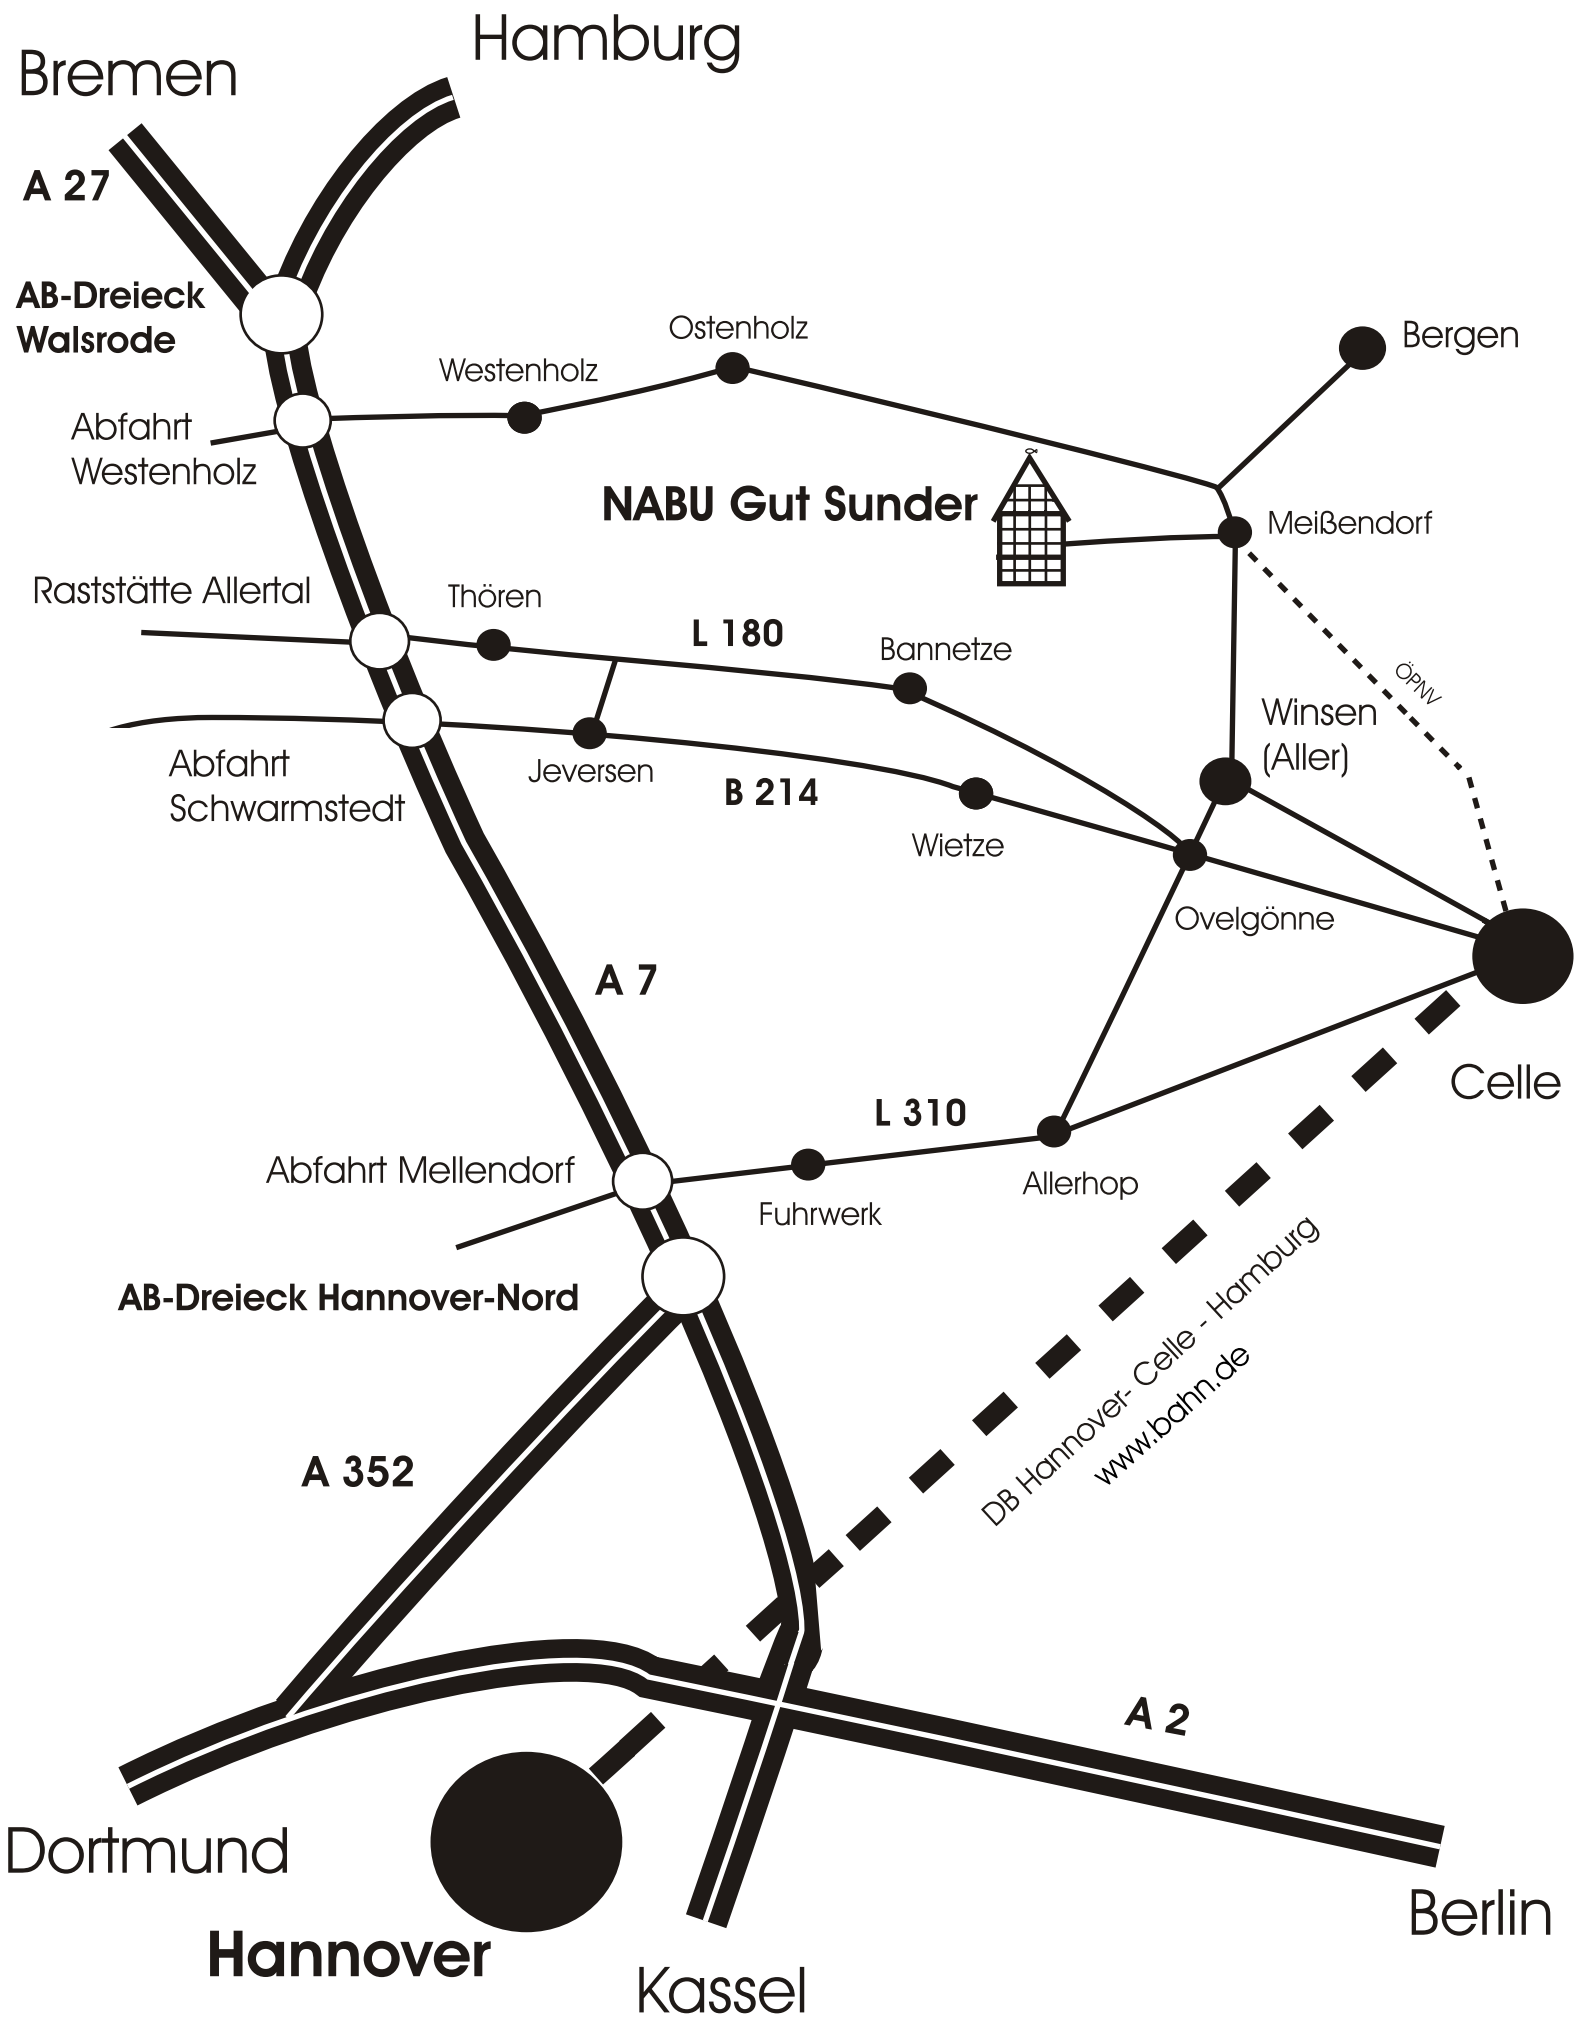 Hamburg
Bremen
A 27
AB-Dreieck
Walsrode
Ostenholz
Bergen
Westenholz
Abfahrt
Westenholz
NABU Gut Sunder
Meißendorf
Raststätte Allertal
Thören
L 180
Bannetze
ÖPNV
Winsen
(Aller)
Abfahrt
Schwarmstedt
Jeversen
B 214
Wietze
Ovelgönne
A 7
Celle
L 310
Abfahrt Mellendorf
Allerhop
Fuhrwerk
AB-Dreieck Hannover-Nord
DB Hannover- Celle - Hamburg
www.bahn.de
A 352
A 2
Dortmund
Berlin
Hannover
Kassel